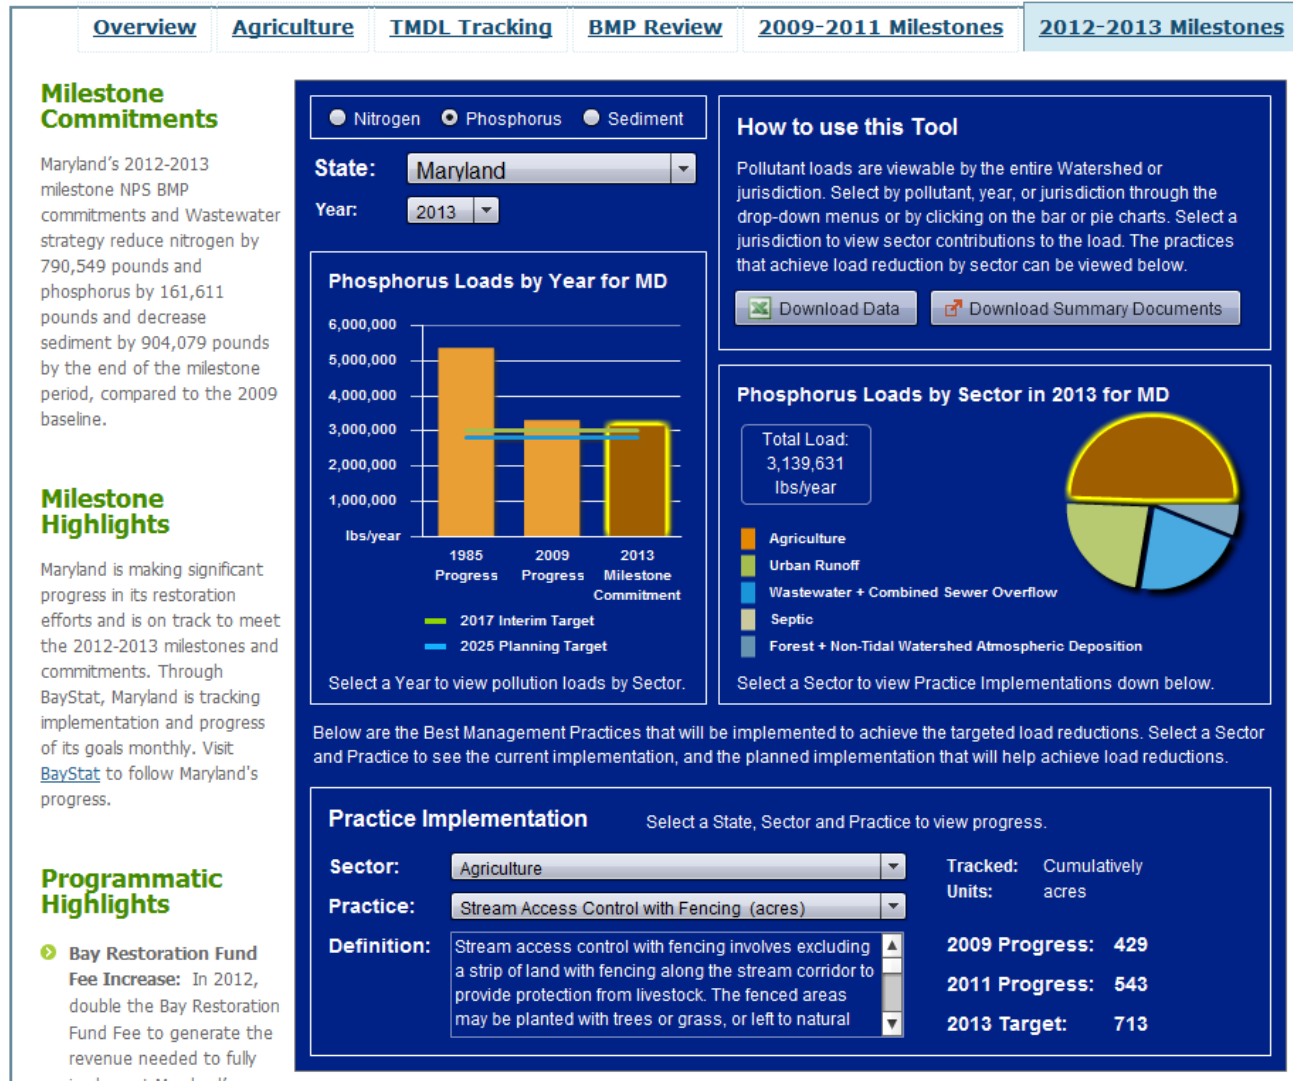 Overview
Agriculture
TMDL Tracking
BMP Review
2009-2011 Milestones
2012-2013 Milestones
Milestone
Commitments
Maryland's 2012-2013
milestone NPS BMP
commitments and Wastewater
strategy reduce nitrogen by
790,549 pounds and
phosphorus by 161,611
pounds and decrease
sediment by 904,079 pounds
by the end of the milestone
period, compared to the 2009
baseline.
Milestone
Highlights
Maryland is making significant
progress in its restoration
efforts and is on track to meet
the 2012-2013 milestones and
commitments. Through
BayStat, Maryland is tracking
implementation and progress
of its goals monthly. Visit
BayStat to follow Maryland's
progress.
Programmatic
Highlights
Bay Restoration Fund
Fee Increase: In 2012,
double the Bay Restoration
Fund Fee to generate the
revenue needed to fully
Nitrogen
Phosphorus
Sediment
State:
Maryland
Year:
2013
Phosphorus Loads by Year for MD
6,000,000
5,000,000
4,000,000
3,000,000
2,000,000
1,000,000
lbs/year
1985
Progress
2009
Progress
2013
Milestone
Commitment
2017 Interim Target
2025 Planning Target
Select a Year to view pollution loads by Sector.
How to use this Tool
Pollutant loads are viewable by the entire Watershed or
jurisdiction. Select by pollutant, year, or jurisdiction through the
drop-down menus or by clicking on the bar or pie charts. Select a
jurisdiction to view sector contributions to the load. The practices
that achieve load reduction by sector can be viewed below.
Download Data
Download Summary Documents
Phosphorus Loads by Sector in 2013 for MD
Total Load:
3,139,631
lbs/year
Agriculture
Urban Runoff
Wastewater + Combined Sewer Overflow
Septic
Forest + Non-Tidal Watershed Atmospheric Deposition
Select a Sector to view Practice Implementations down below.
Below are the Best Management Practices that will be implemented to achieve the targeted load reductions. Select a Sector
and Practice to see the current implementation, and the planned implementation that will help achieve load reductions.
Practice Implementation
Select a State, Sector and Practice to view progress.
Sector:
Agriculture
Practice:
Stream Access Control with Fencing (acres)
Definition:
Stream access control with fencing involves excluding
a strip of land with fencing along the stream corridor to
provide protection from livestock. The fenced areas
may be planted with trees or grass, or left to natural
Tracked: Cumulatively
Units: acres
2009 Progress: 429
2011 Progress: 543
2013 Target: 713